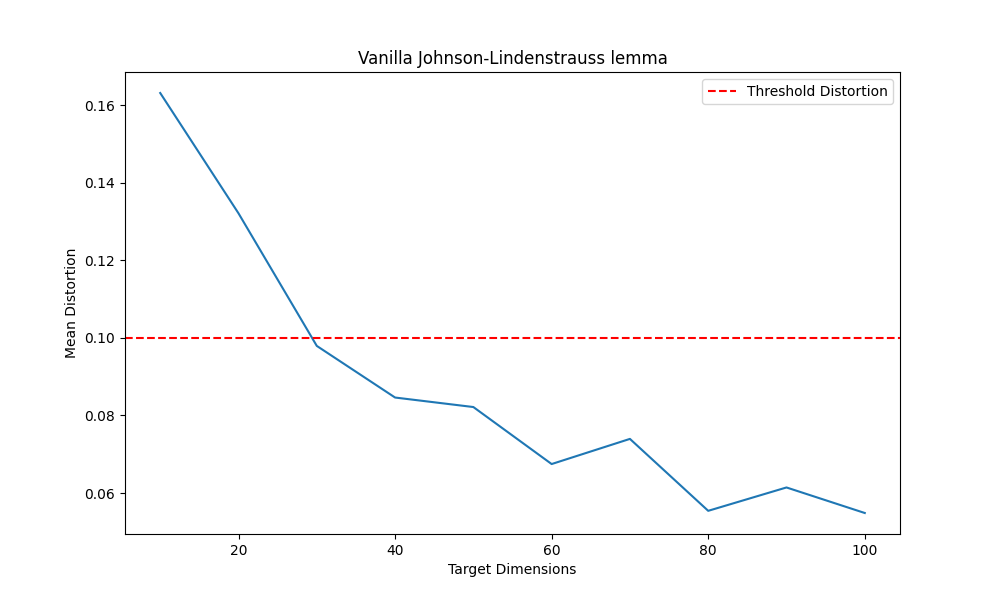 Vanilla Johnson-Lindenstrauss lemma
Threshold Distortion
Mean Distortion
0.16
0.14
0.12
0.10
0.08
0.06
20 40 60 80 100
Target Dimensions